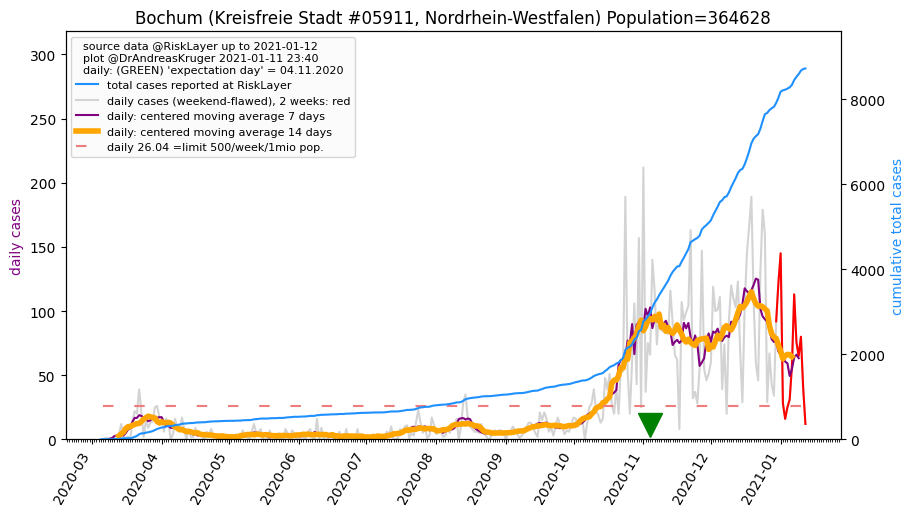 Bochum (Kreisfreie Stadt #05911, Nordrhein-Westfalen) Population=364628
source data @RiskLayer up to 2021-01-12
plot @DrAndreasKruger 2021-01-11 23:40
daily: (GREEN) 'expectation day' = 04.11.2020
total cases reported at RiskLayer
daily cases (weekend-flawed), 2 weeks: red
daily: centered moving average 7 days
daily: centered moving average 14 days
daily 26.04 =limit 500/week/1mio pop.
daily cases
300
250
200
150
100
50
0
cumulative total cases
8000
6000
4000
2000
0
2020-03
2020-04
2020-05
2020-06
2020-07
2020-08
2020-09
2020-10
2020-11
2020-12
2021-01